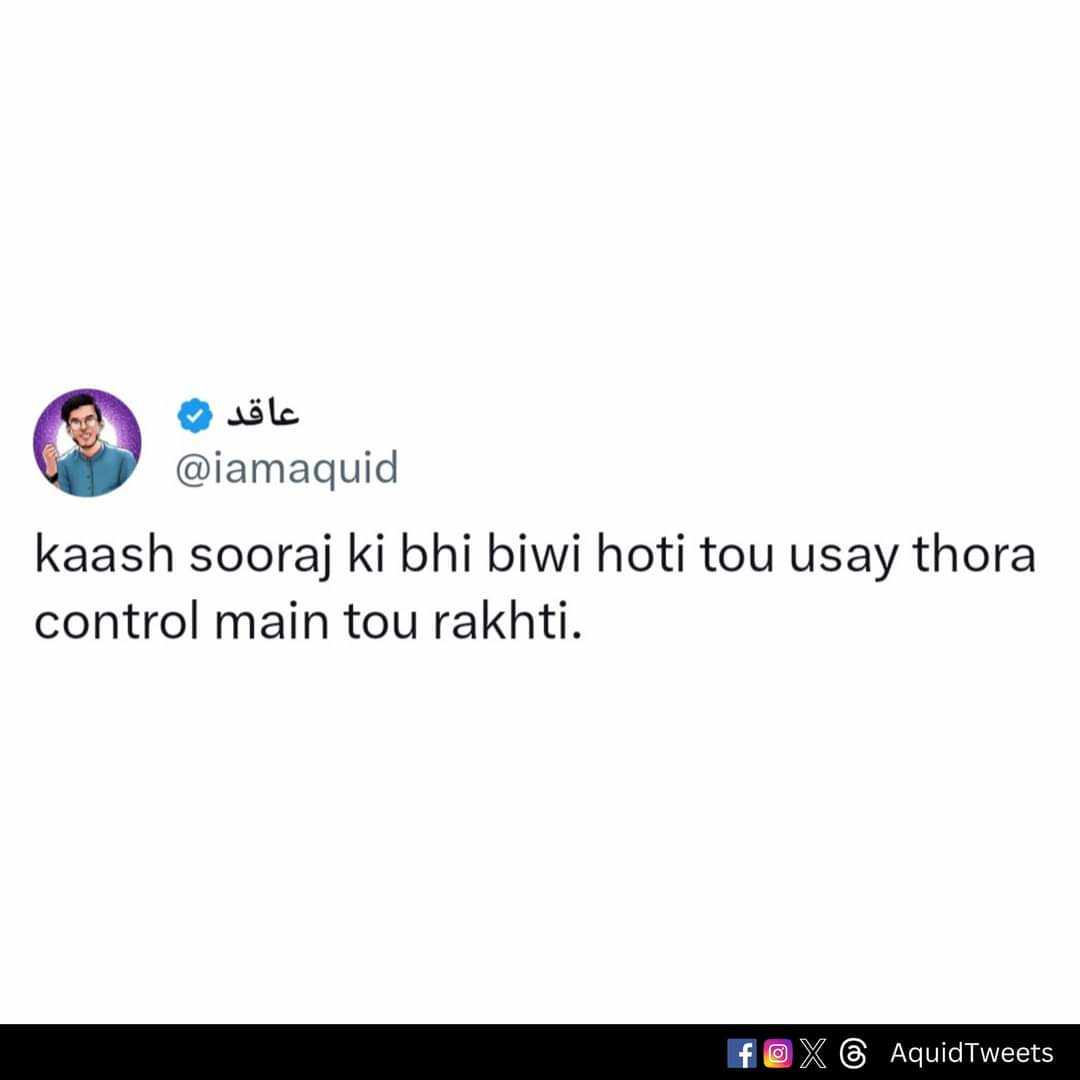 عاقد
@iamaquid
kaash sooraj ki bhi biwi hoti tou usay thora
control main tou rakhti.
AquidTweets